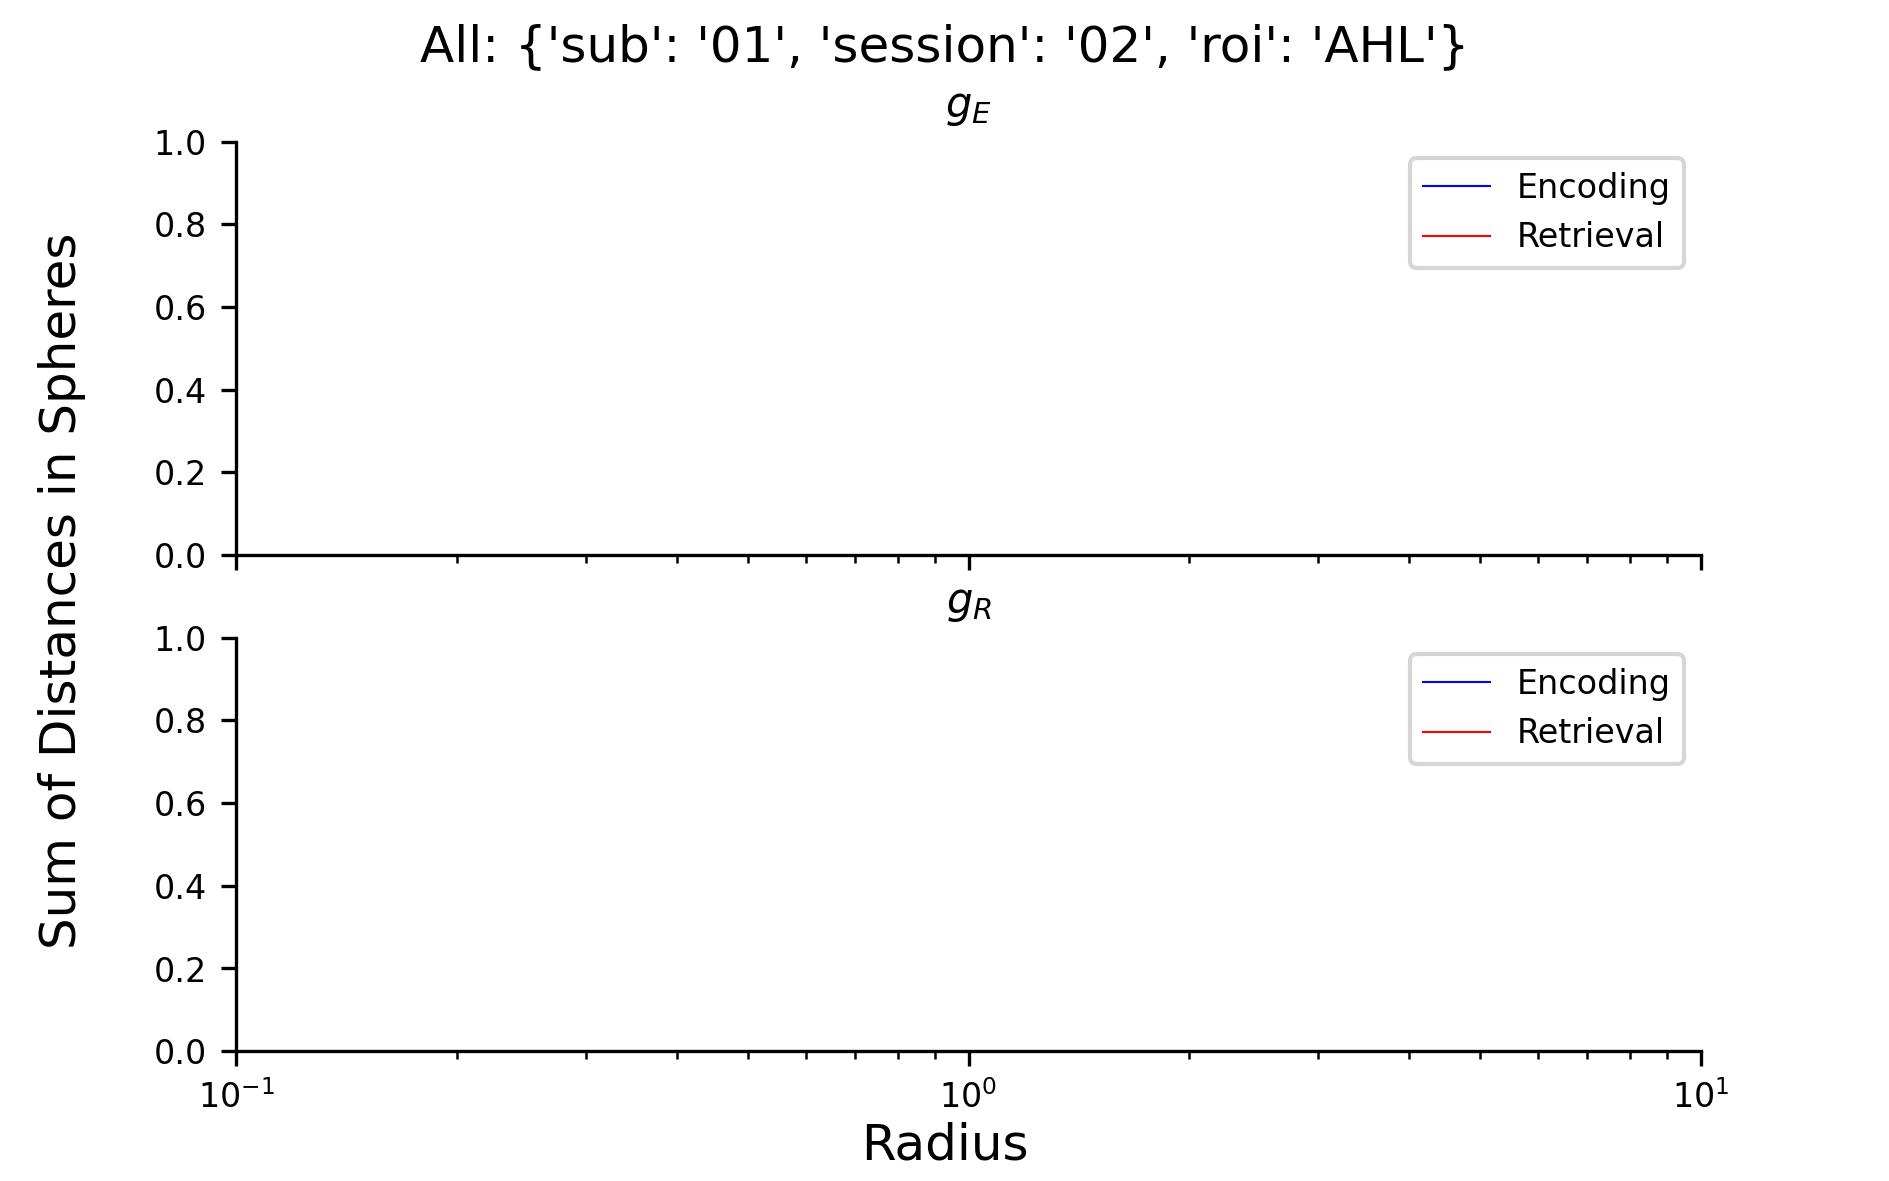 All: {'sub': '01', 'session': '02', 'roi': 'AHL'}
g_E
1.0
0.8
0.6
0.4
0.2
0.0
Encoding
Retrieval
Sum of Distances in Spheres
g_R
1.0
0.8
0.6
0.4
0.2
0.0
Encoding
Retrieval
10^−1 10^0 10^1
Radius